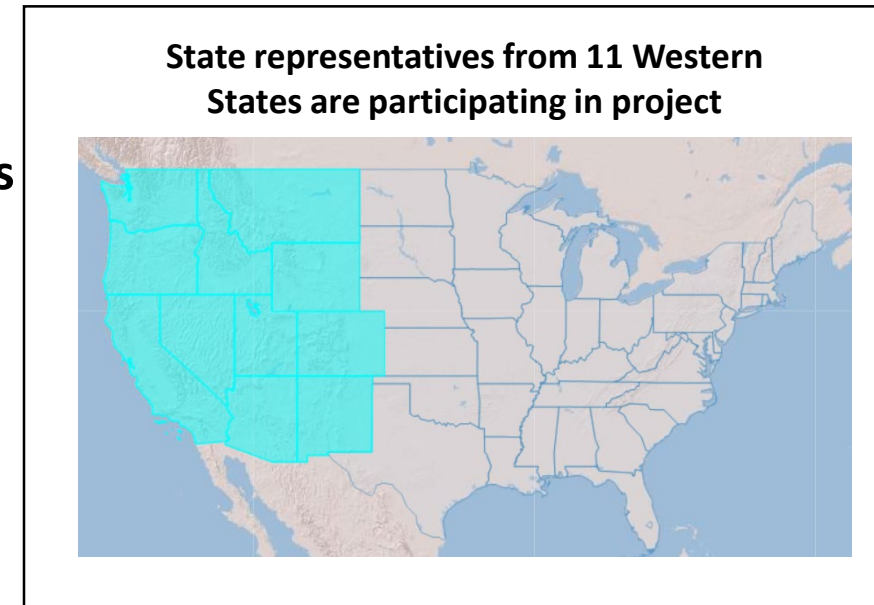 State representatives from 11 Western
States are participating in project
s